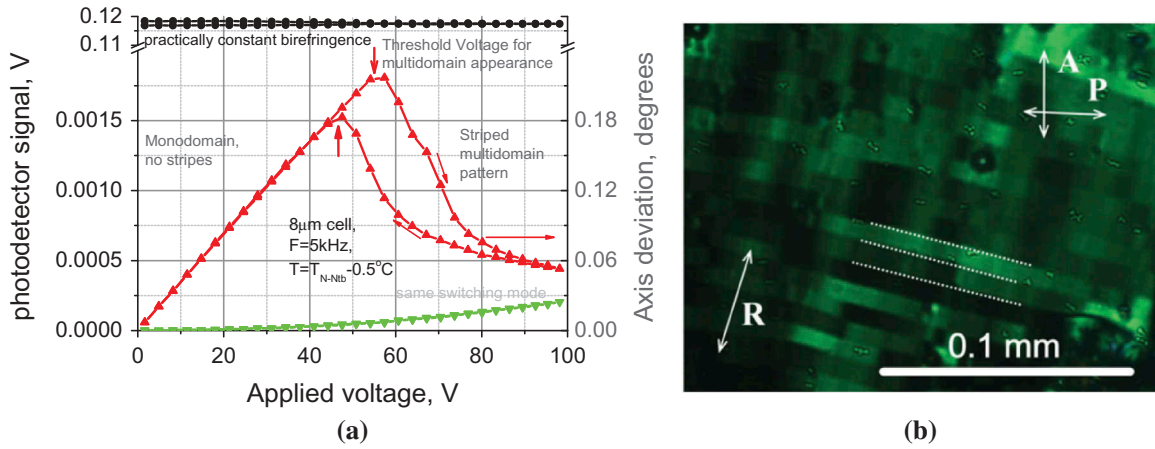 0.12
0.11
0.0015
0.0010
0.0005
0.0000
photodetector signal, V
practically constant birefringence
Threshold Voltage for
multidomain appearance
Monodomain,
no stripes
Striped
multidomain
pattern
8μm cell,
F=5kHz,
T=T_N-Ntb-0.5°C
same switching mode
0.18
0.12
0.06
0.00
Axis deviation, degrees
0 20 40 60 80 100
Applied voltage, V
(a)
A
P
R
0.1 mm
(b)